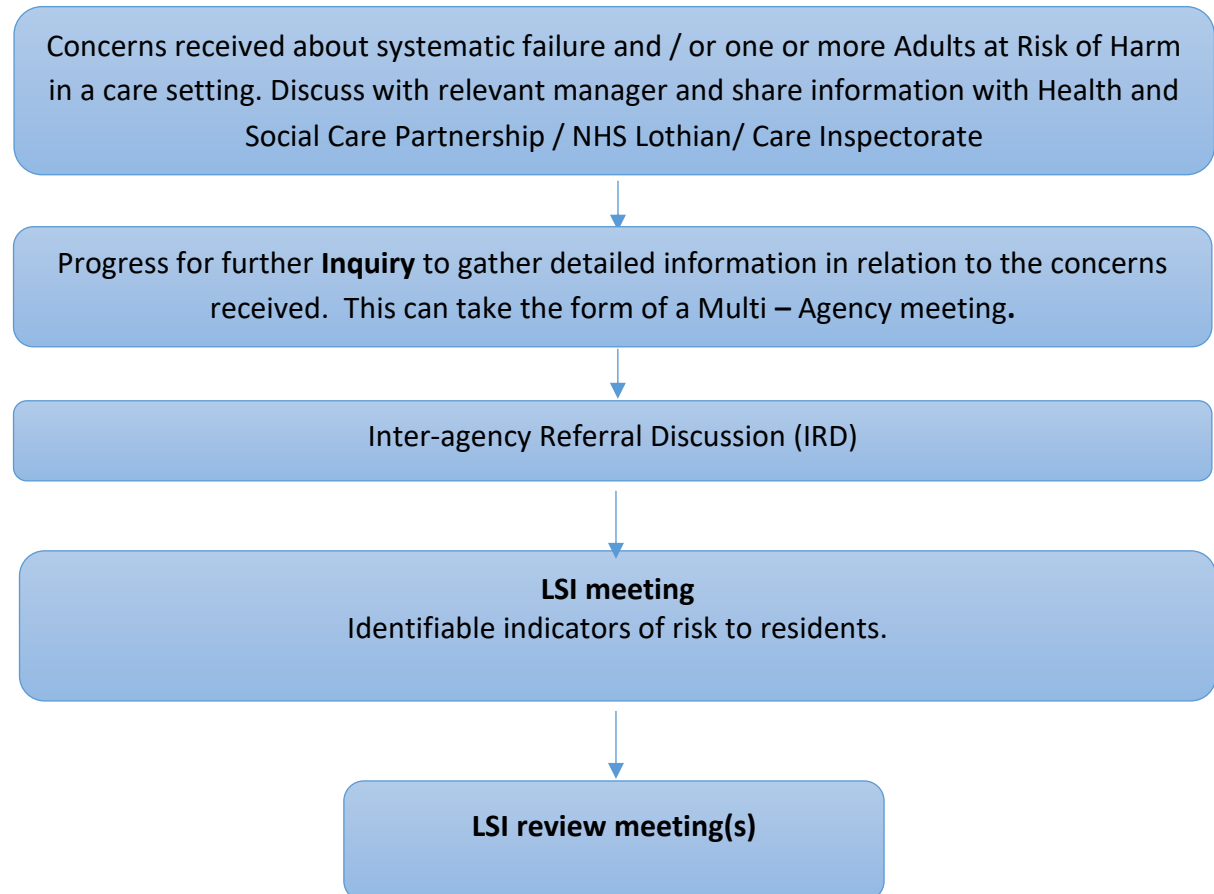 Concerns received about systematic failure and / or one or more Adults at Risk of Harm
in a care setting. Discuss with relevant manager and share information with Health and
Social Care Partnership / NHS Lothian/ Care Inspectorate
Progress for further Inquiry to gather detailed information in relation to the concerns
received.  This can take the form of a Multi – Agency meeting.
Inter-agency Referral Discussion (IRD)
LSI meeting
Identifiable indicators of risk to residents.
LSI review meeting(s)